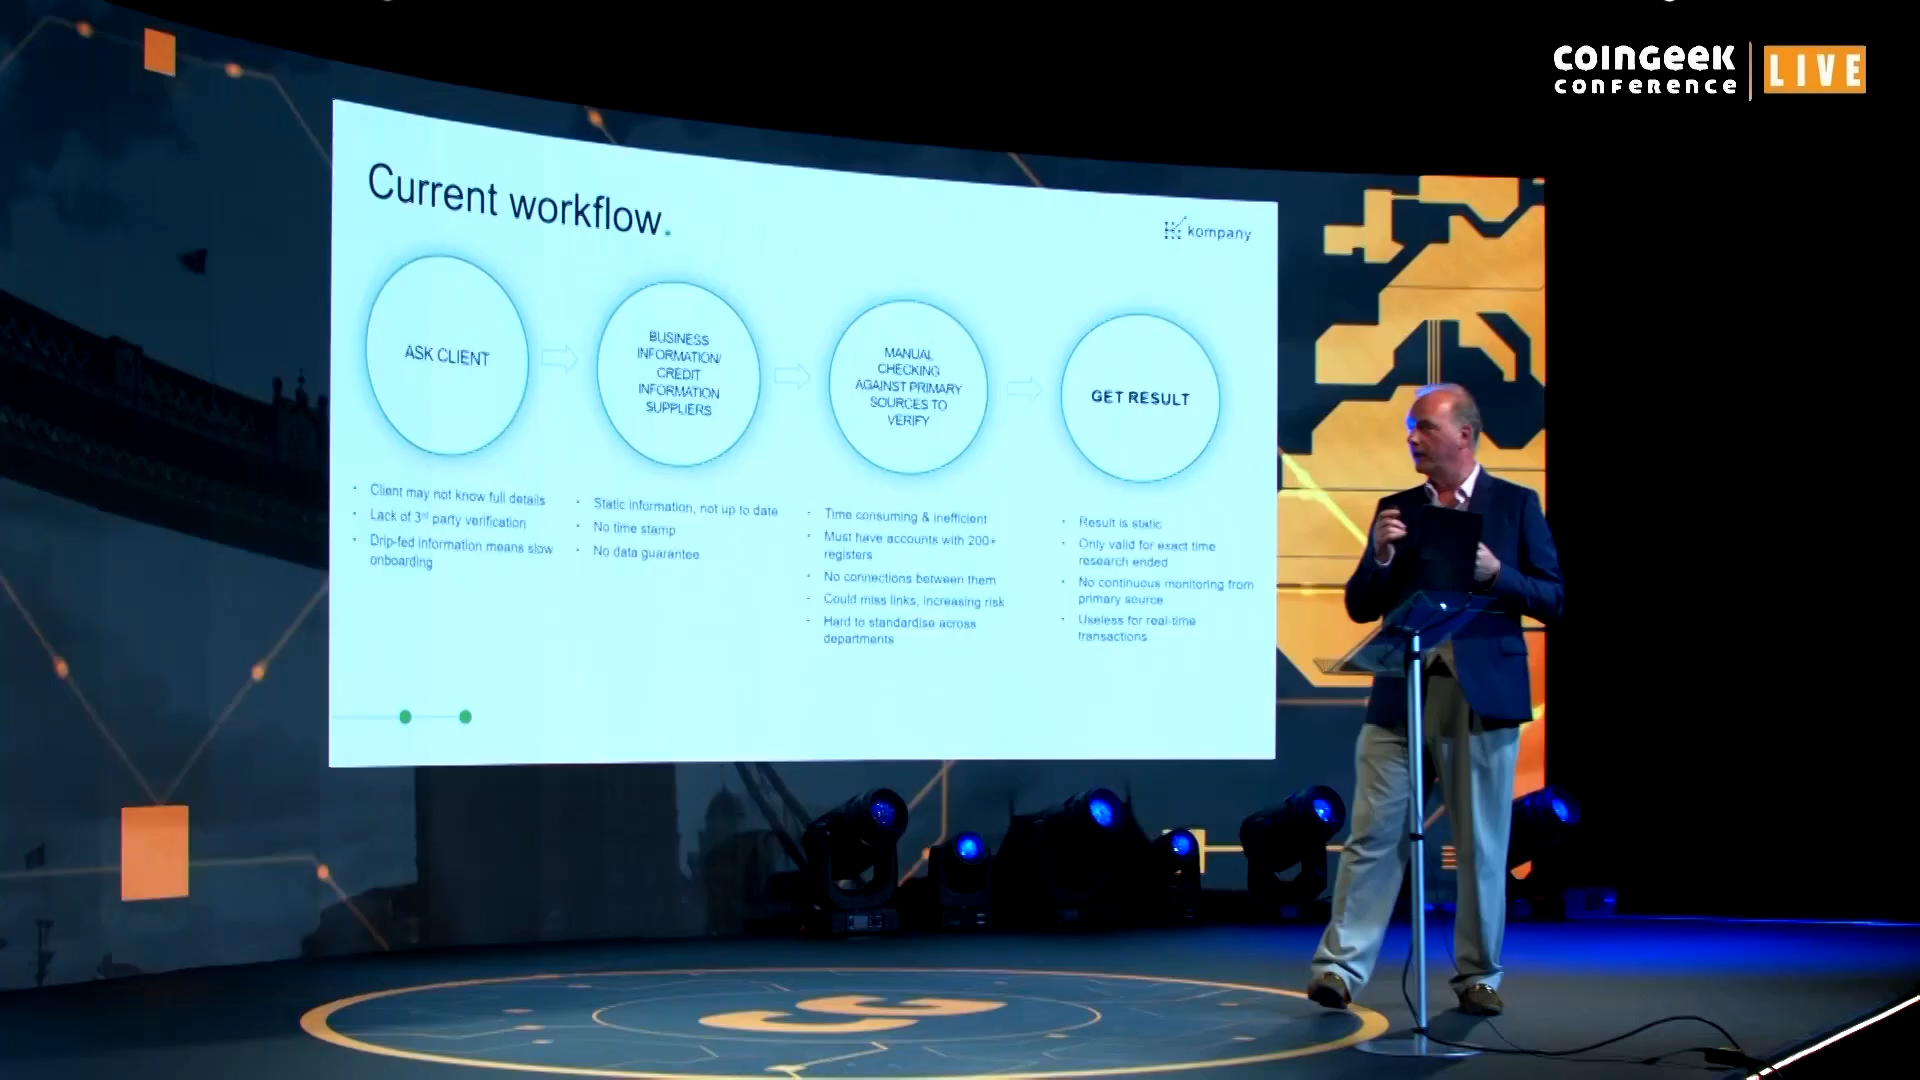 COINGEEK
CONFERENCE
LIVE
Current workflow.
kompany
ASK CLIENT
BUSINESS
INFORMATION/
CREDIT
INFORMATION
SUPPLIERS
MANUAL
CHECKING
AGAINST PRIMARY
SOURCES TO
VERIFY
GET RESULT
• Client may not know full details
• Lack of 3rd party verification
• Drip-fed information means slow
onboarding
• Static information, not up to date
• No time stamp
• No data guarantee
• Time consuming & inefficient
• Must have accounts with 200+
registers
• No connections between them
• Could miss links, increasing risk
• Hard to standardise across
departments
• Result is static
• Only valid for exact time
research ended
• No continuous monitoring from
primary source
• Useless for real-time
transactions
CG